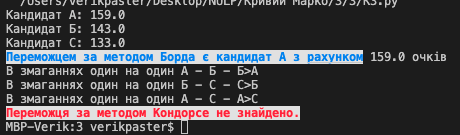 /Users/verikpaster/Desktop/NULP/Кривий Марко/3/3/K3.py
Кандидат А: 159.0
Кандидат Б: 143.0
Кандидат С: 133.0
Переможцем за методом Борда є кандидат А з рахунком 159.0 очків
В змаганнях один на один А - Б - Б>А
В змаганнях один на один Б - С - С>Б
В змаганнях один на один С - А - А>С
Переможця за методом Кондорсе не знайдено.
MBP-Verik:3 verikpaster$